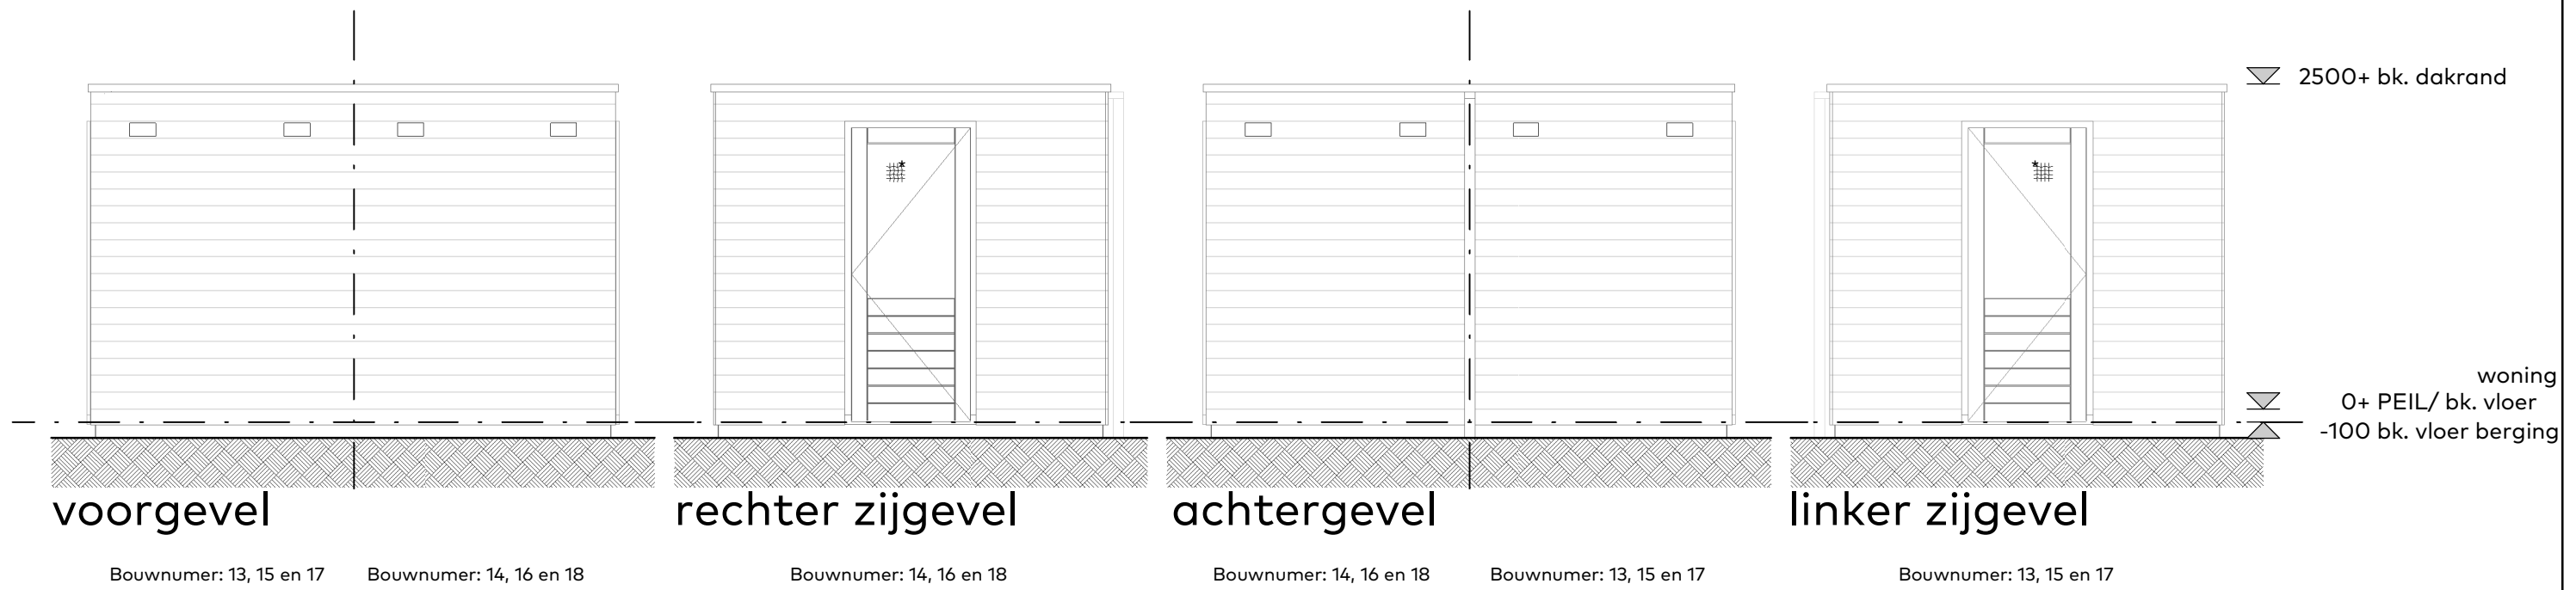 2500+ bk. dakrand
woning
0+ PEIL/ bk. vloer
-100 bk. vloer berging
voorgevel
rechter zijgevel
achtergevel
linker zijgevel
Bouwnumer: 13, 15 en 17
Bouwnumer: 14, 16 en 18
Bouwnumer: 14, 16 en 18
Bouwnumer: 14, 16 en 18
Bouwnumer: 13, 15 en 17
Bouwnumer: 13, 15 en 17